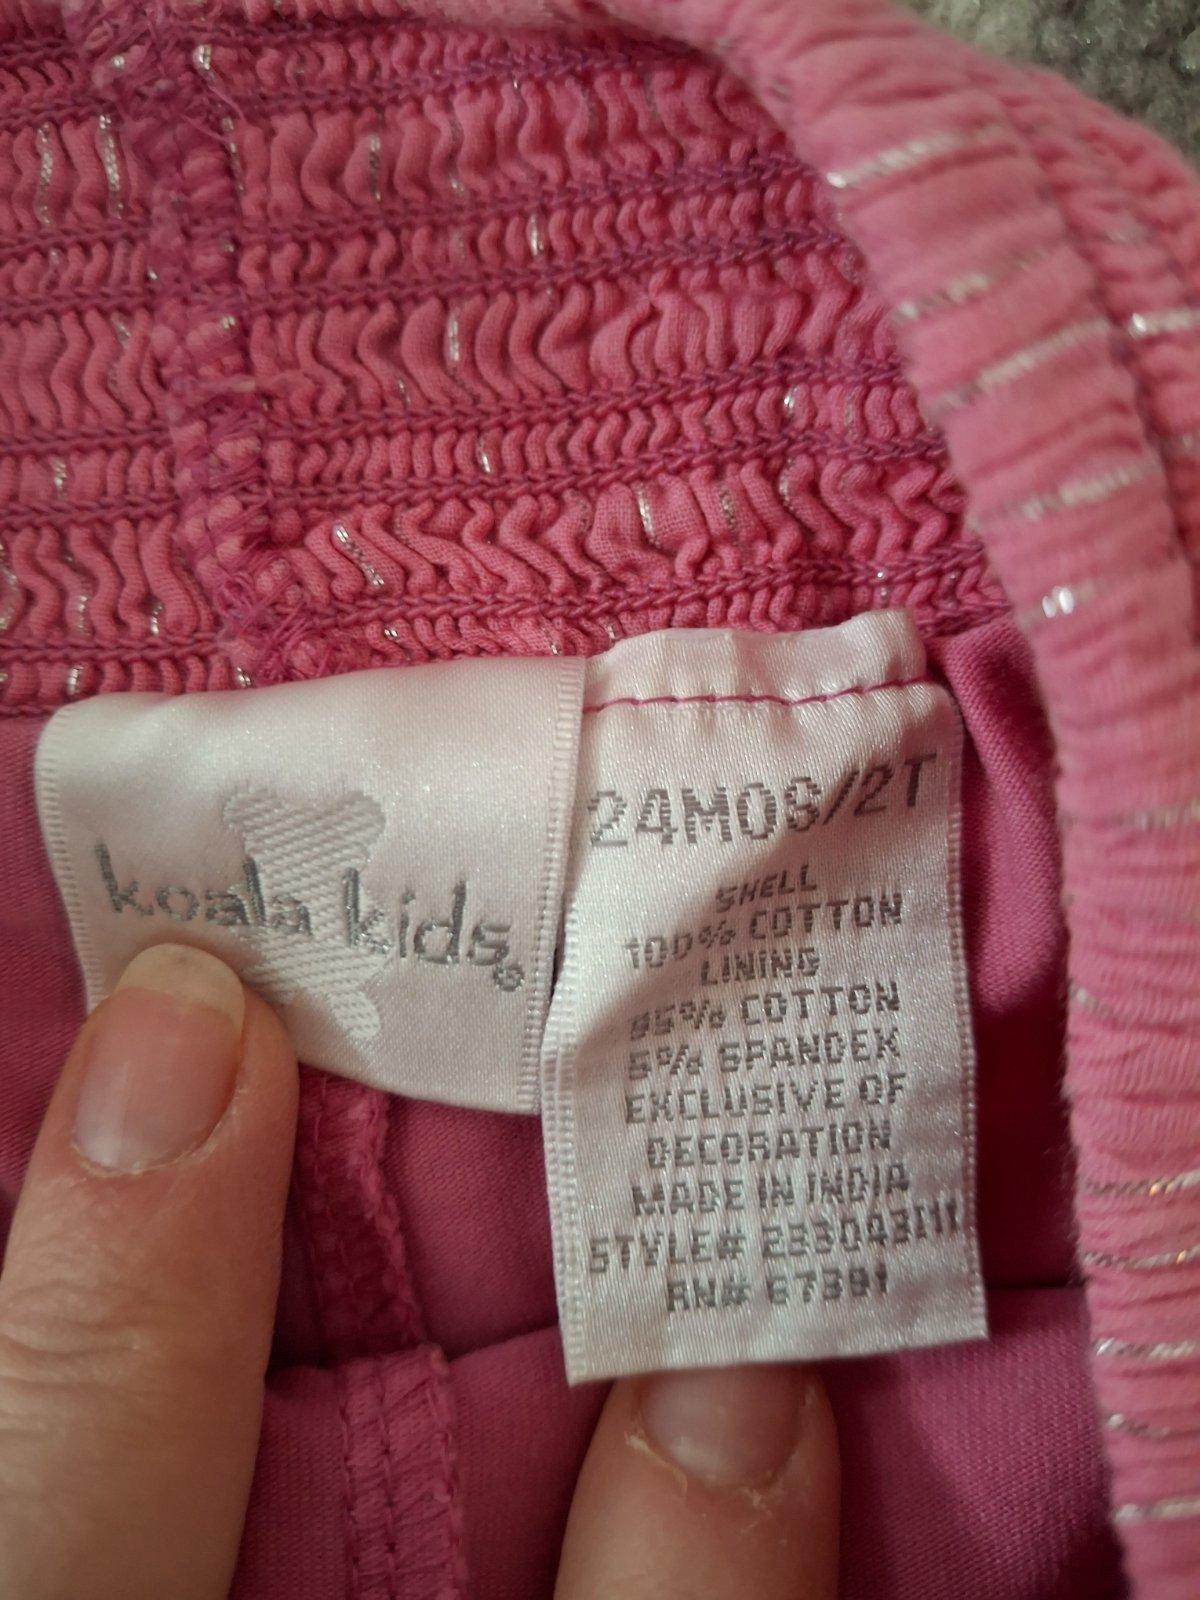 koala kids®
24MOS/2T
SHELL
100% COTTON
LINING
95% COTTON
5% SPANDEX
EXCLUSIVE OF
DECORATION
MADE IN INDIA
STYLE#
RN# 67391